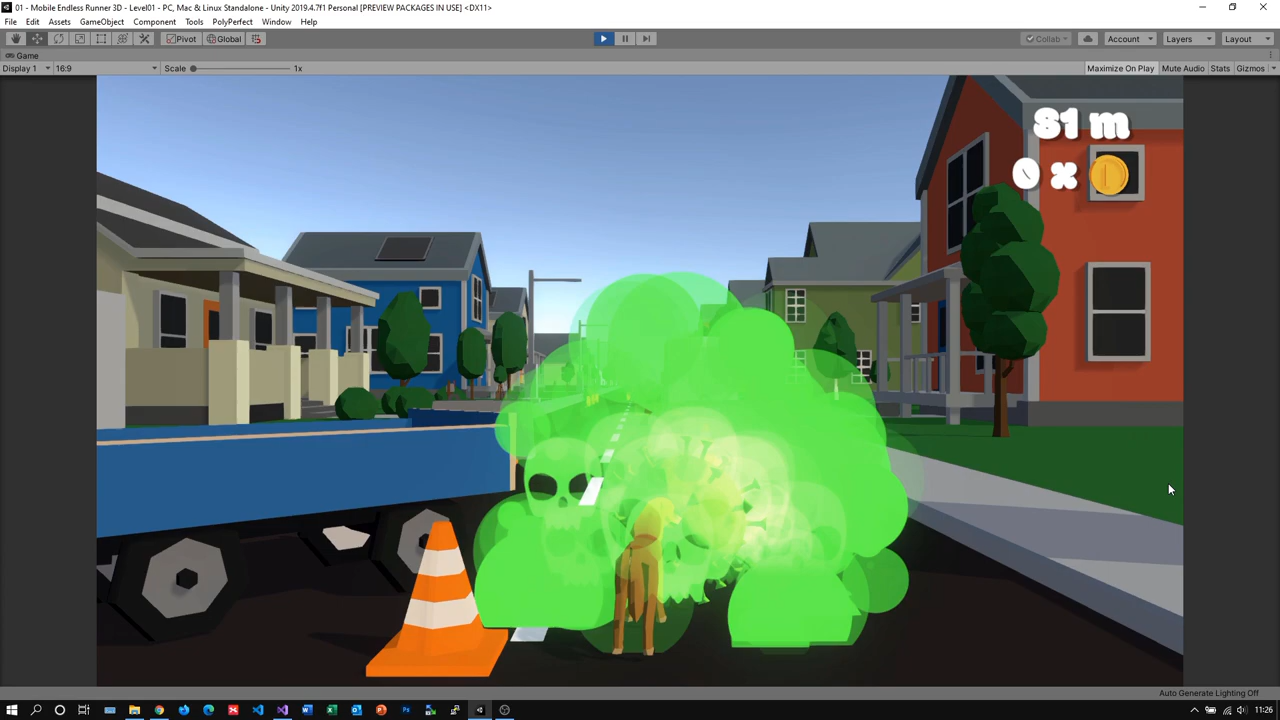 01 - Mobile Endless Runner 3D - Level01 - PC, Mac & Linux Standalone - Unity 2019.4.7f1 Personal [PREVIEW PACKAGES IN USE] <DX11>
File Edit Assets GameObject Component Tools PolyPerfect Window Help
Pivot Global Collab Account Layers Layout
Game
Display 1 16:9 Scale 1x Maximize On Play Mute Audio Stats Gizmos
81 m
0 x
Auto Generate Lighting Off
11:26